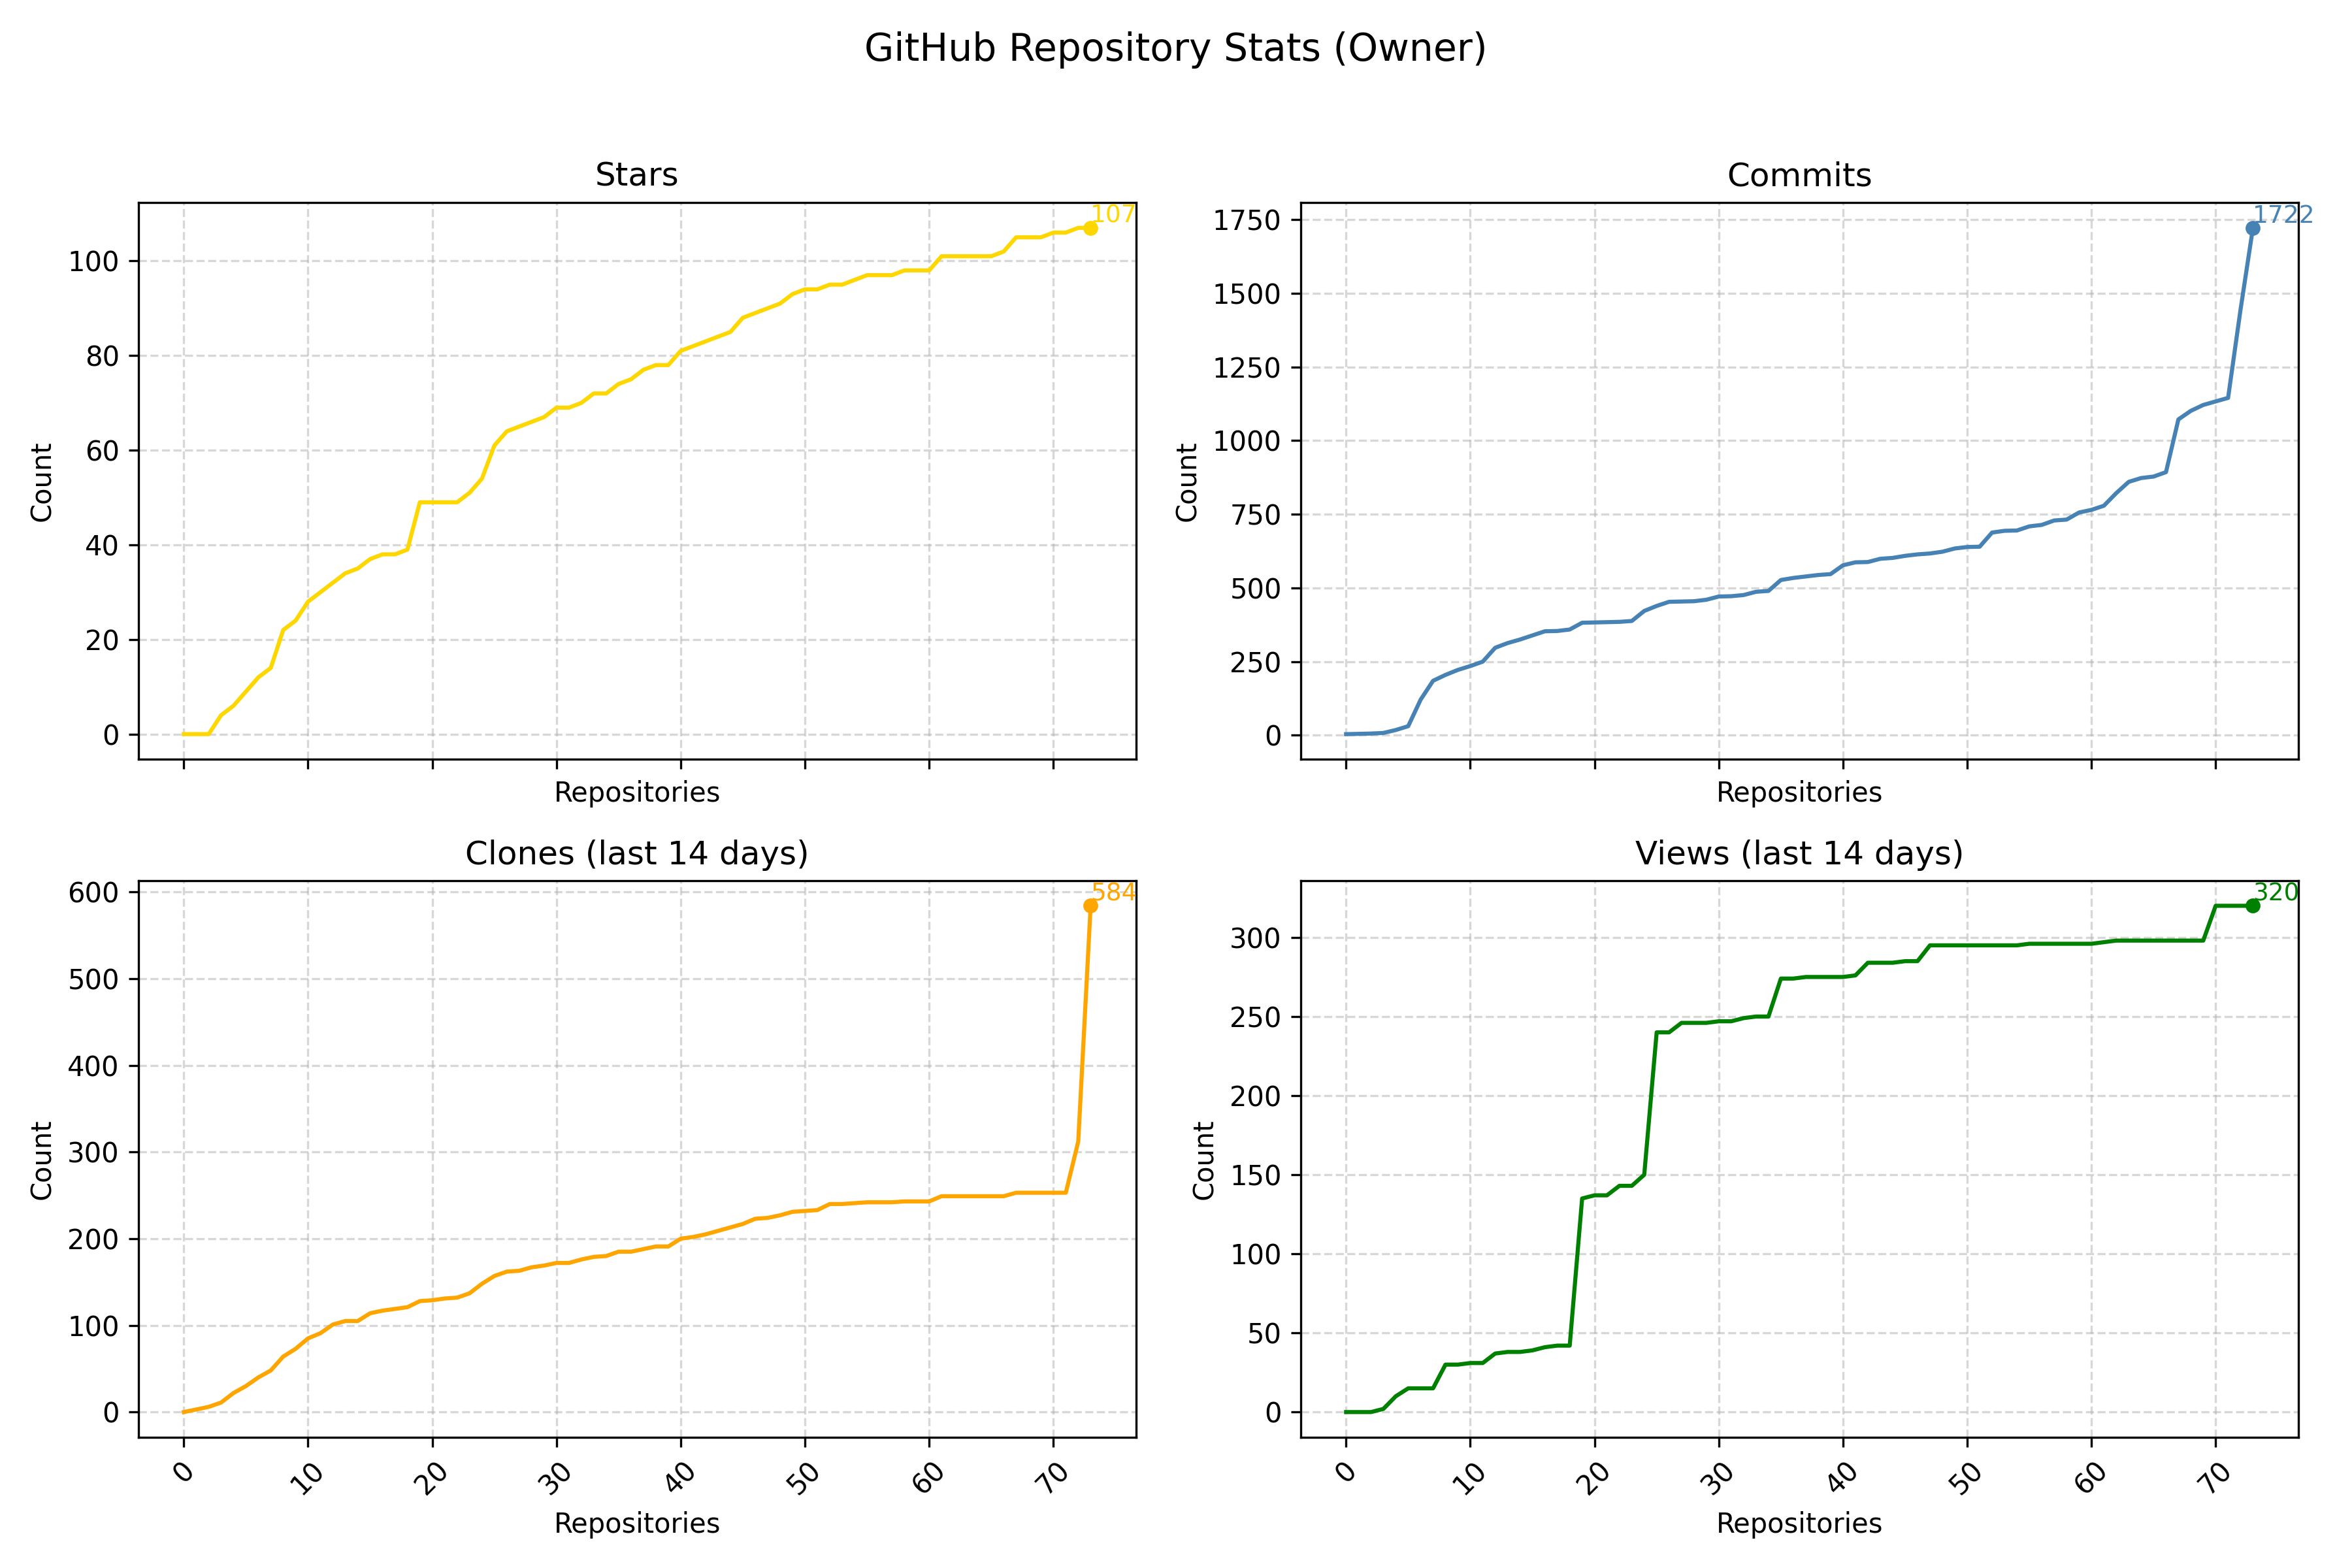 GitHub Repository Stats (Owner)
Stars
107
100
80
60
40
20
0
Count
Repositories
Commits
1722
1750
1500
1250
1000
750
500
250
0
Count
Repositories
Clones (last 14 days)
584
600
500
400
300
200
100
0
Count
0 10 20 30 40 50 60 70
Repositories
Views (last 14 days)
320
300
250
200
150
100
50
0
Count
0 10 20 30 40 50 60 70
Repositories